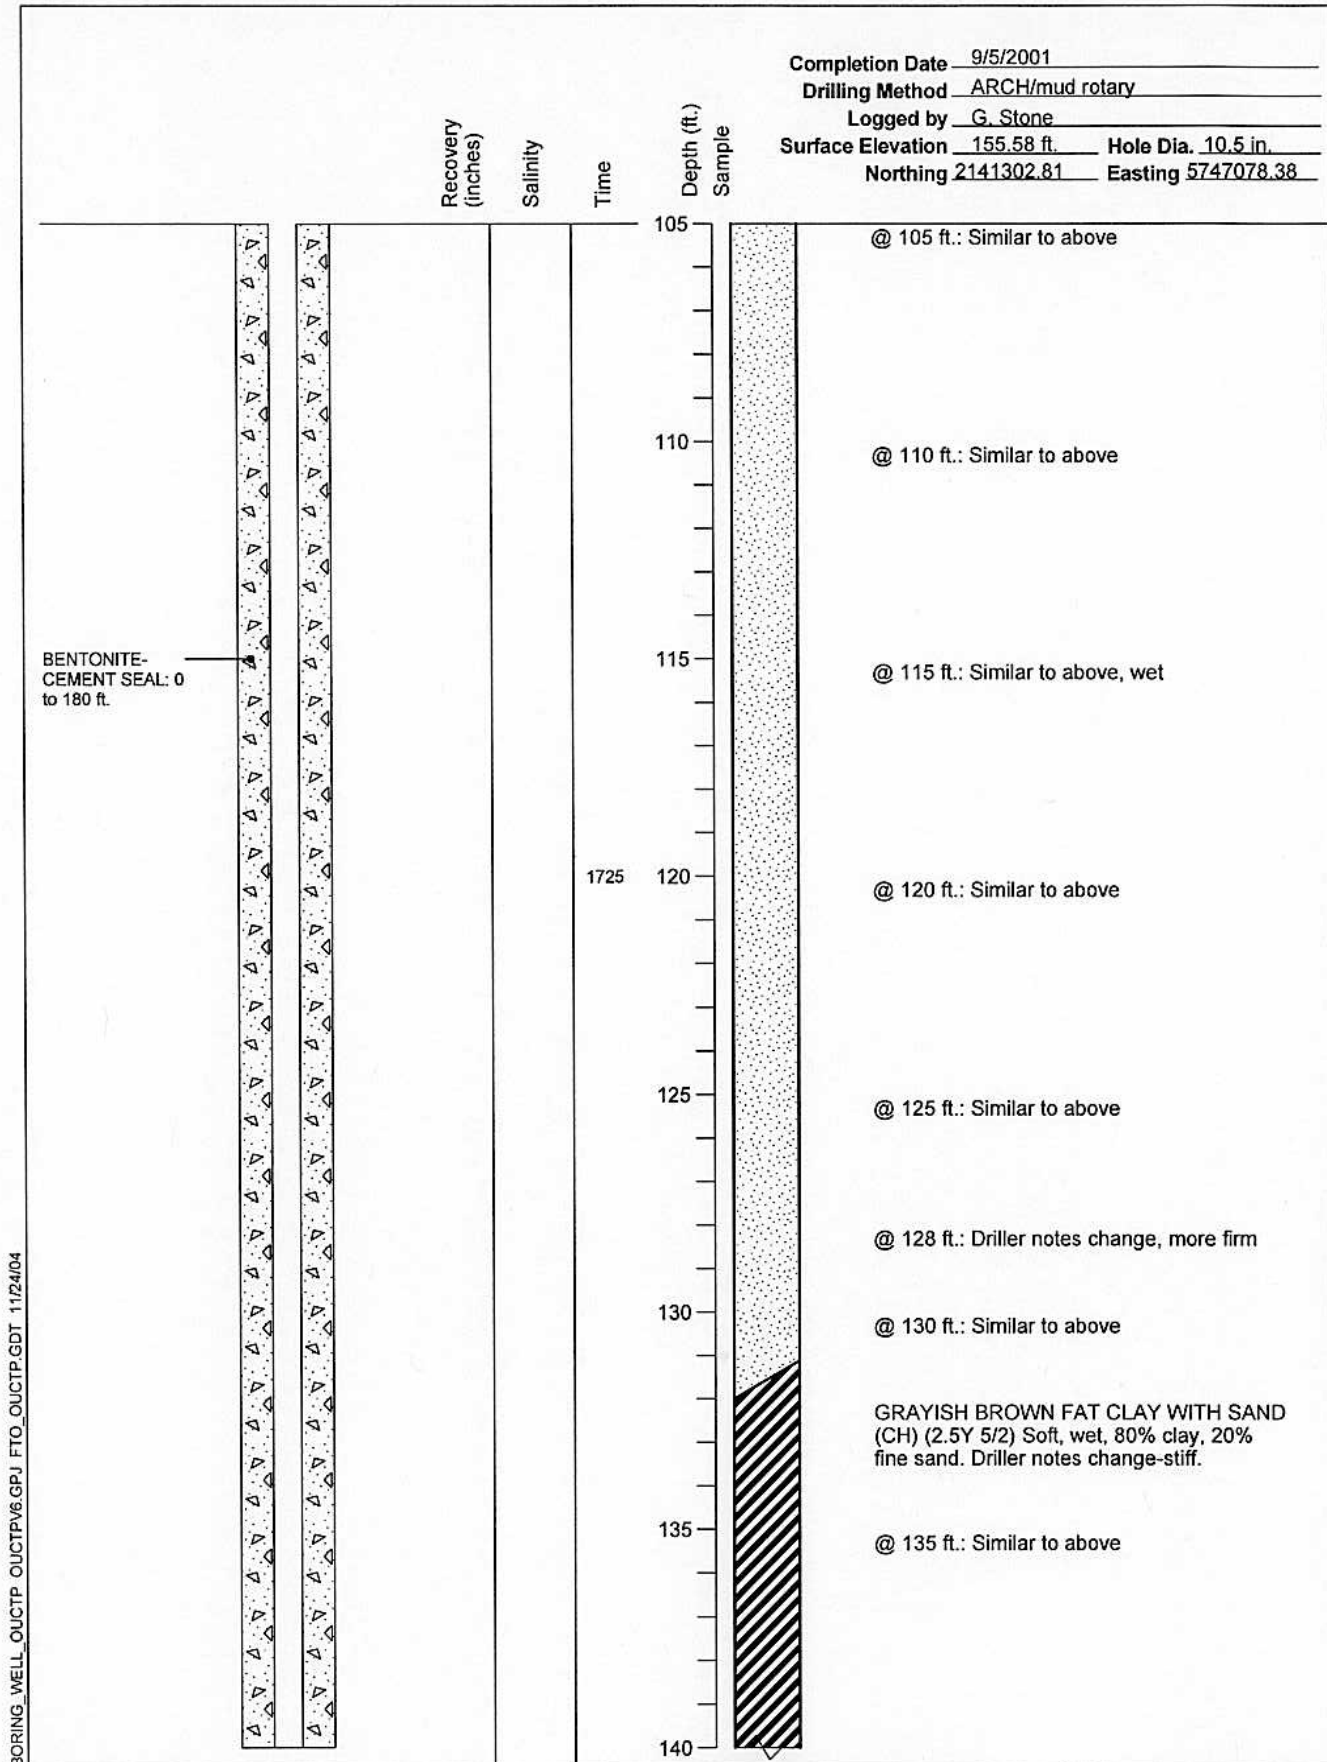 Completion Date 9/5/2001
Drilling Method ARCH/mud rotary
Logged by G. Stone
Surface Elevation 155.58 ft. Hole Dia. 10.5 in.
Northing 2141302.81 Easting 5747078.38
Recovery
(inches)
Salinity
Time
Depth (ft.)
Sample
105
@ 105 ft.: Similar to above
110
@ 110 ft.: Similar to above
BENTONITE-
CEMENT SEAL: 0
to 180 ft.
115
@ 115 ft.: Similar to above, wet
1725
120
@ 120 ft.: Similar to above
125
@ 125 ft.: Similar to above
@ 128 ft.: Driller notes change, more firm
130
@ 130 ft.: Similar to above
GRAYISH BROWN FAT CLAY WITH SAND
(CH) (2.5Y 5/2) Soft, wet, 80% clay, 20%
fine sand. Driller notes change-stiff.
135
@ 135 ft.: Similar to above
140
BORING_WELL_OUCTP OUCTPV6.GPJ FTO_OUCTP.GDT 11/24/04